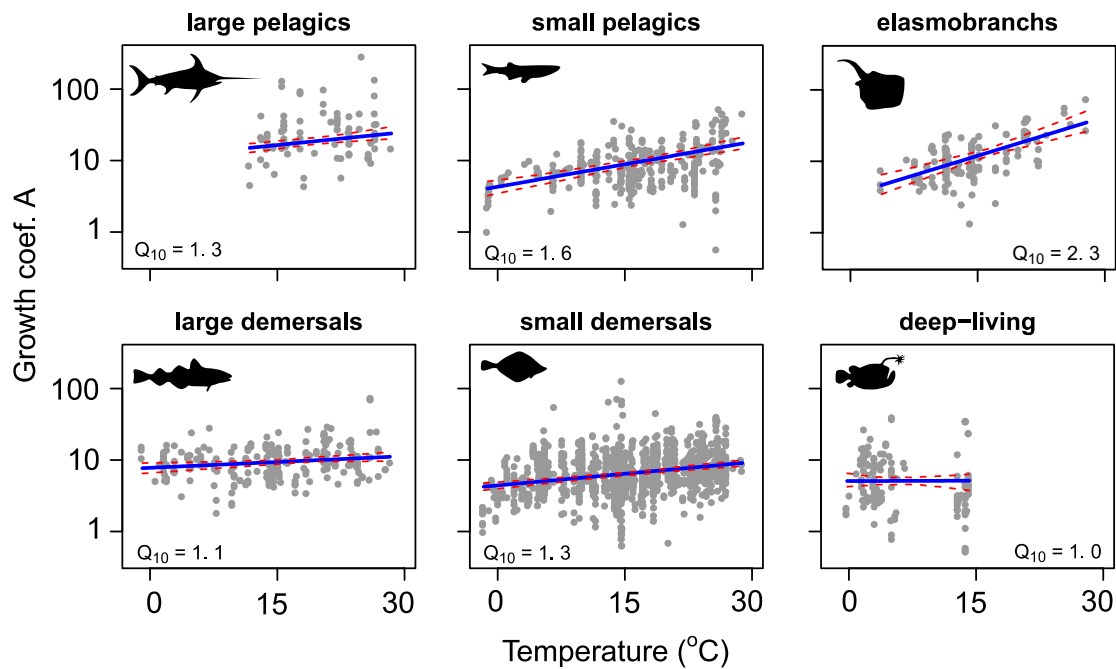 large pelagics
small pelagics
elasmobranchs
100
10
1
Q10 = 1. 3
Q10 = 1. 6
Q10 = 2. 3
Growth coef. A
large demersals
small demersals
deep−living
100
10
1
Q10 = 1. 1
Q10 = 1. 3
Q10 = 1. 0
0 15 30
0 15 30
0 15 30
Temperature (oC)